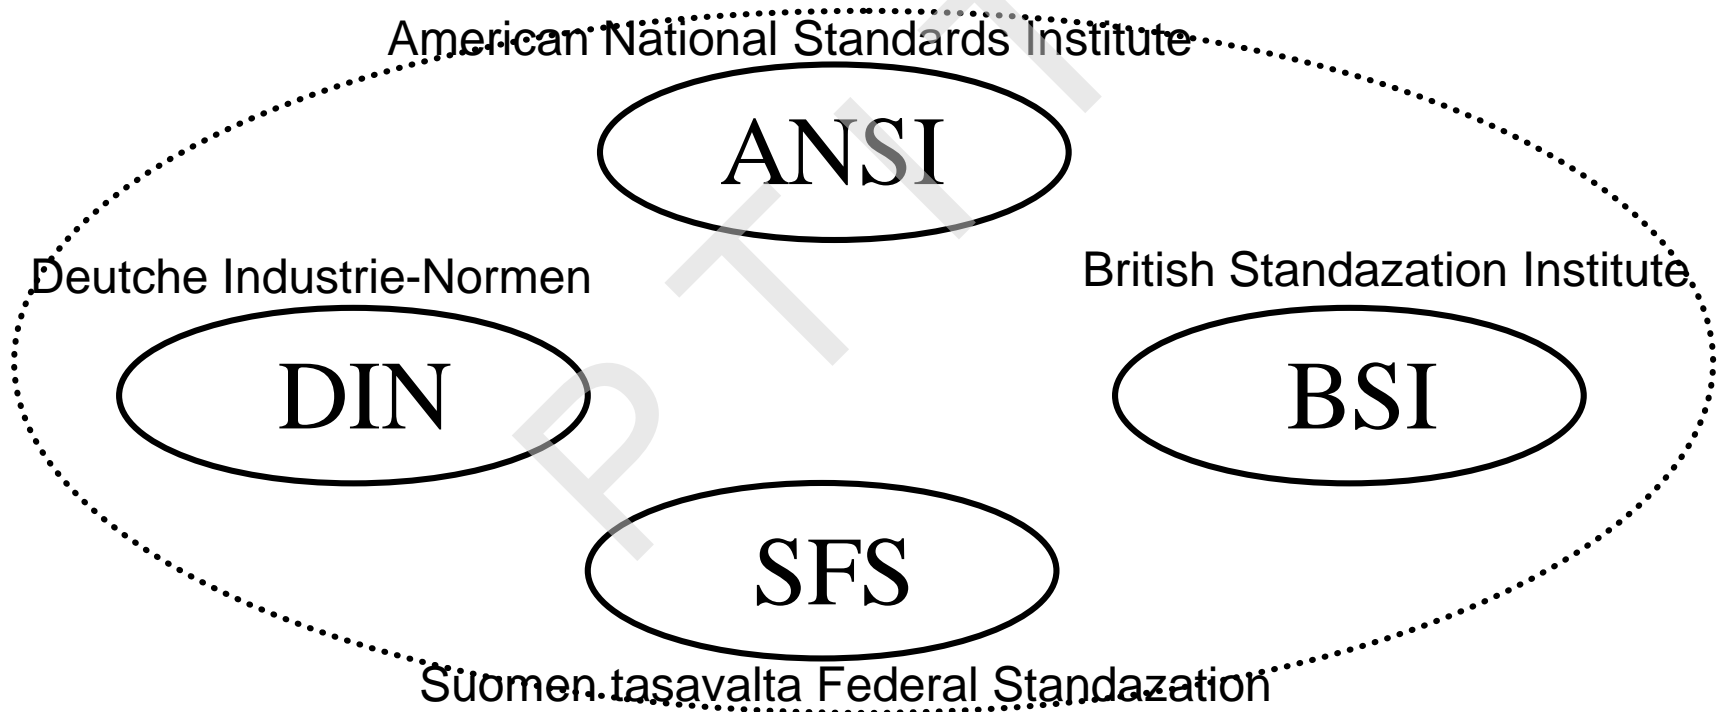 American National Standards Institute
ANSI
Deutche Industrie-Normen
British Standazation Institute
DIN
BSI
SFS
Suomen tasavalta Federal Standazation
P T I T